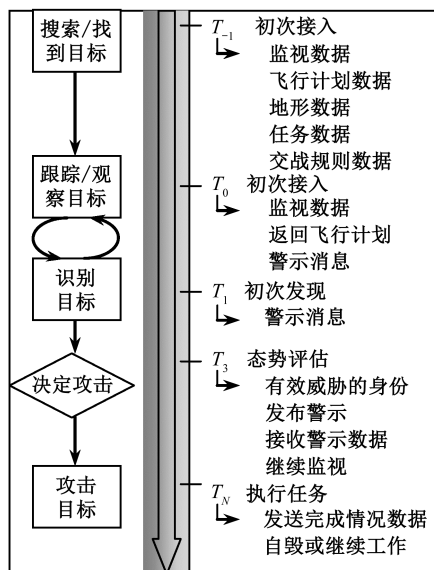 搜索/找
到目标
跟踪/观
察目标
识别
目标
决定攻击
攻击
目标
T-1 初次接入
监视数据
飞行计划数据
地形数据
任务数据
交战规则数据
T0 初次接入
监视数据
返回飞行计划
警示消息
T1 初次发现
警示消息
T3 态势评估
有效威胁的身份
发布警示
接收警示数据
继续监视
TN 执行任务
发送完成情况数据
自毁或继续工作